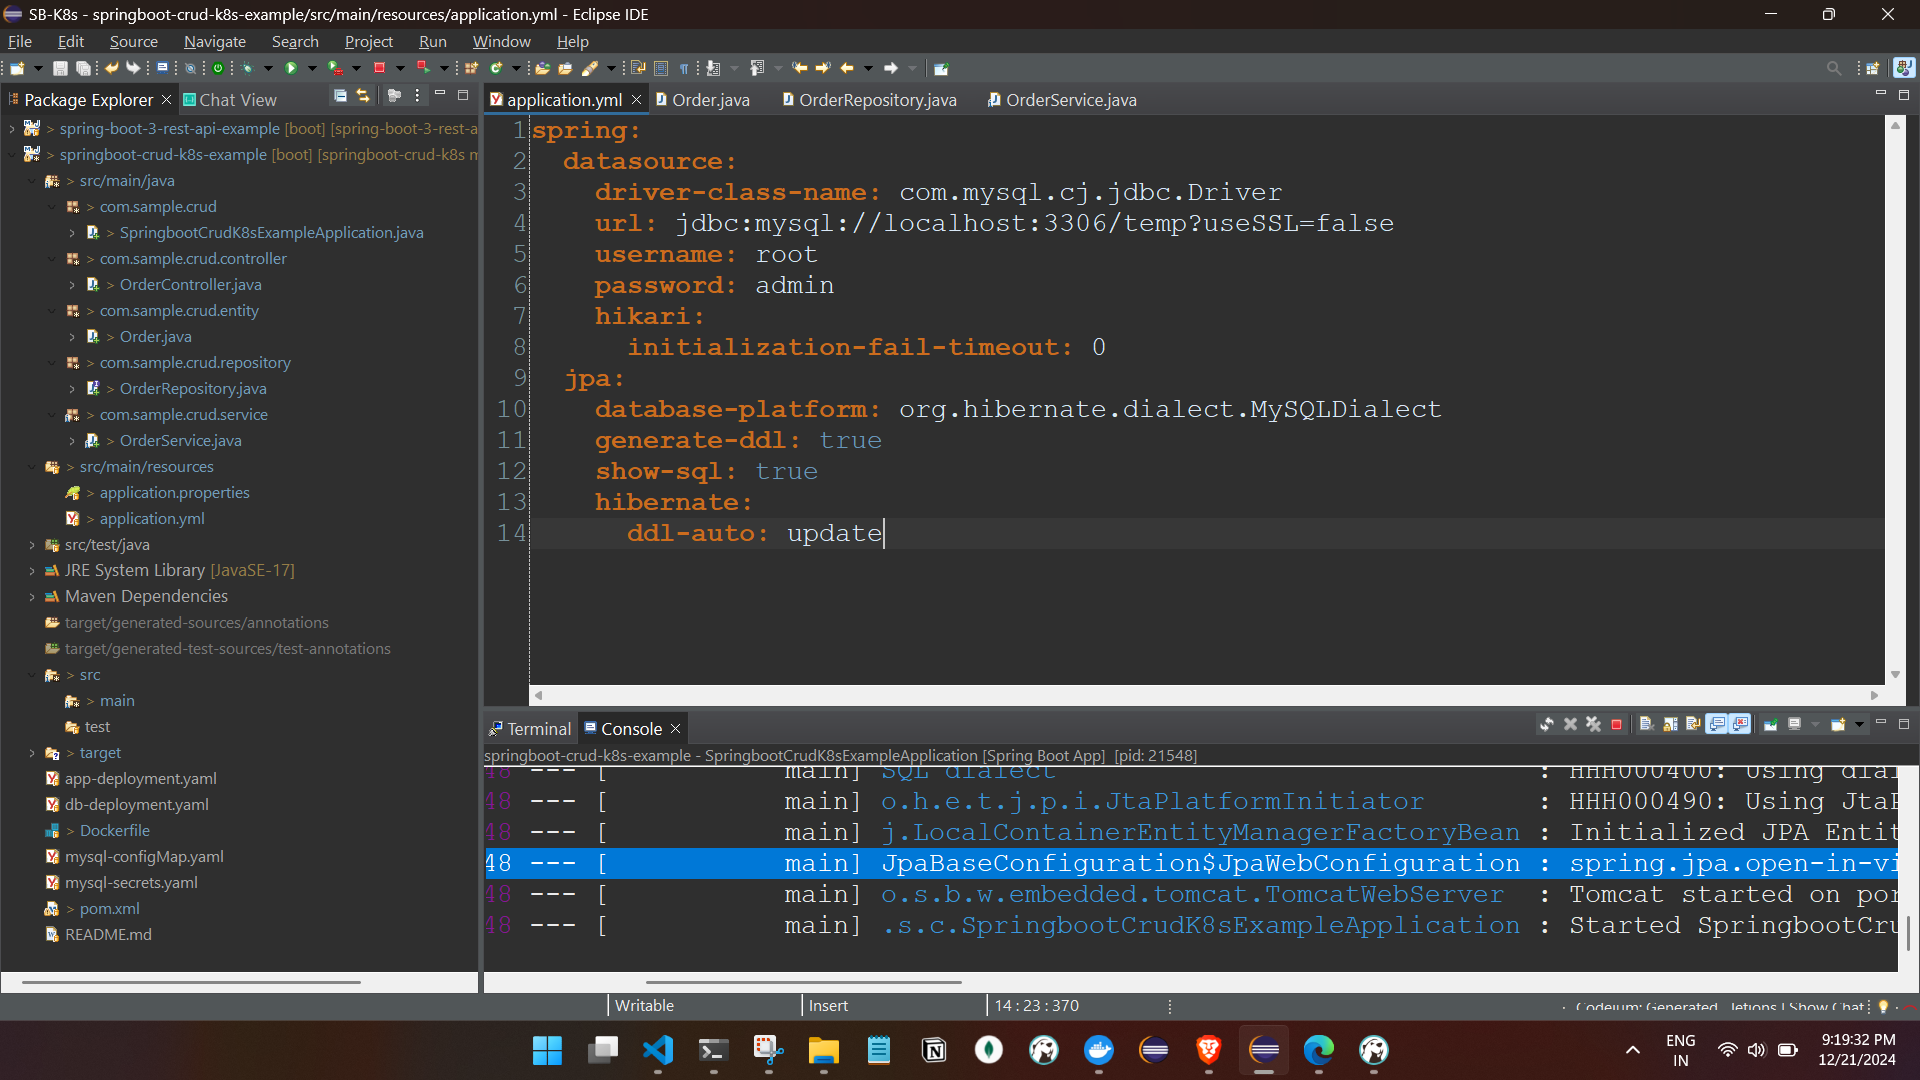 SB-K8s - springboot-crud-k8s-example/src/main/resources/application.yml - Eclipse IDE
File Edit Source Navigate Search Project Run Window Help
Package Explorer
Chat View
> spring-boot-3-rest-api-example [boot] [spring-boot-3-rest-a
> springboot-crud-k8s-example [boot] [springboot-crud-k8s m
> src/main/java
> com.sample.crud
> SpringbootCrudK8sExampleApplication.java
> com.sample.crud.controller
> OrderController.java
> com.sample.crud.entity
> Order.java
> com.sample.crud.repository
> OrderRepository.java
> com.sample.crud.service
> OrderService.java
> src/main/resources
> application.properties
> application.yml
src/test/java
JRE System Library [JavaSE-17]
Maven Dependencies
target/generated-sources/annotations
target/generated-test-sources/test-annotations
> src
> main
test
> target
app-deployment.yaml
db-deployment.yaml
> Dockerfile
mysql-configMap.yaml
mysql-secrets.yaml
> pom.xml
README.md
application.yml Order.java OrderRepository.java OrderService.java
1 spring:
2 datasource:
3 driver-class-name: com.mysql.cj.jdbc.Driver
4 url: jdbc:mysql://localhost:3306/temp?useSSL=false
5 username: root
6 password: admin
7 hikari:
8 initialization-fail-timeout: 0
9 jpa:
10 database-platform: org.hibernate.dialect.MySQLDialect
11 generate-ddl: true
12 show-sql: true
13 hibernate:
14 ddl-auto: update
Terminal Console
springboot-crud-k8s-example - SpringbootCrudK8sExampleApplication [Spring Boot App] [pid: 21548]
48 --- [ main] SQL dialect : HHH000400: Using dial
48 --- [ main] o.h.e.t.j.p.i.JtaPlatformInitiator : HHH000490: Using JtaP
48 --- [ main] j.LocalContainerEntityManagerFactoryBean : Initialized JPA Entit
48 --- [ main] JpaBaseConfiguration$JpaWebConfiguration : spring.jpa.open-in-vi
48 --- [ main] o.s.b.w.embedded.tomcat.TomcatWebServer : Tomcat started on por
48 --- [ main] .s.c.SpringbootCrudK8sExampleApplication : Started SpringbootCru
Writable Insert 14 : 23 : 370
Codeium: Generated | Show Chat
ENG
IN
9:19:32 PM
12/21/2024